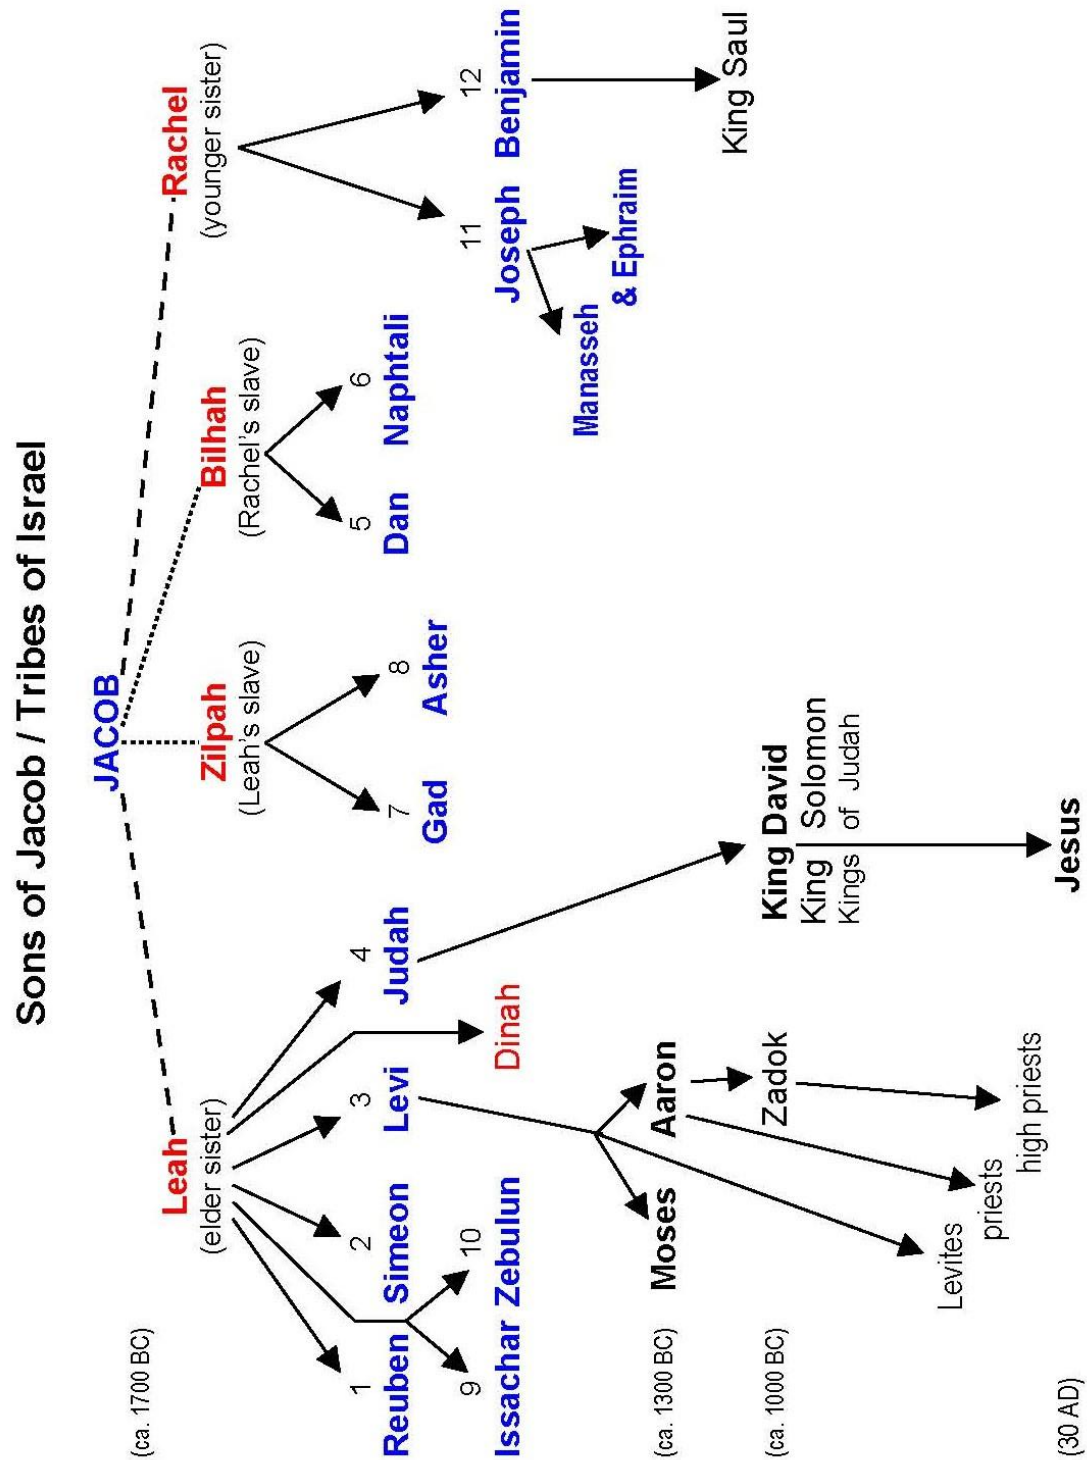 Sons of Jacob / Tribes of Israel
JACOB
(ca. 1700 BC)
Leah
(elder sister)
Rachel
(younger sister)
Zilpah
(Leah's slave)
Bilhah
(Rachel's slave)
1
Reuben
2
Simeon
3
Levi
4
Judah
7
Gad
8
Asher
5
Dan
6
Naphtali
9
Issachar
10
Zebulun
Dinah
11
Joseph
12
Benjamin
Manasseh
& Ephraim
(ca. 1300 BC)
Moses
Aaron
King Saul
(ca. 1000 BC)
Zadok
King David
King Solomon
Kings of Judah
Levites
priests
high priests
(30 AD)
Jesus